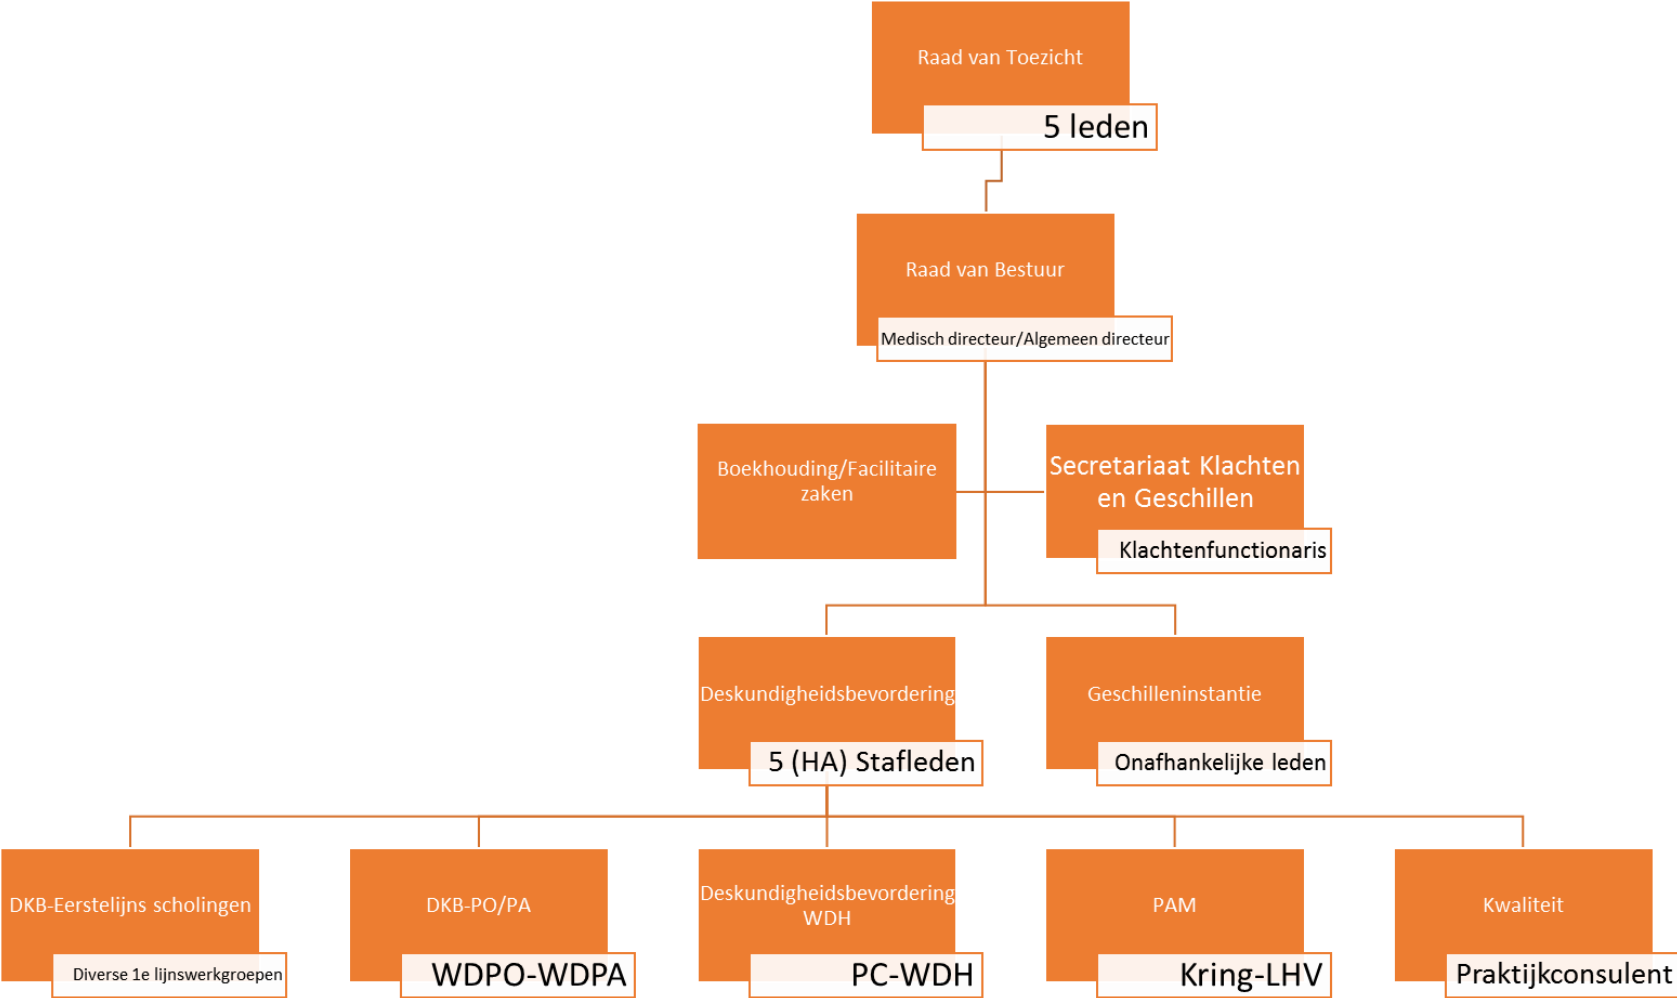 Raad van Toezicht
5 leden
Raad van Bestuur
Medisch directeur/Algemeen directeur
Boekhouding/Facilitaire
zaken
Secretariaat Klachten
en Geschillen
Klachtenfunctionaris
Deskundigheidsbevordering
5 (HA) Stafleden
Geschilleninstantie
Onafhankelijke leden
DKB-Eerstelijns scholingen
Diverse 1e lijnswerkgroepen
DKB-PO/PA
WDPO-WDPA
Deskundigheidsbevordering
WDH
PC-WDH
PAM
Kring-LHV
Kwaliteit
Praktijkconsulent